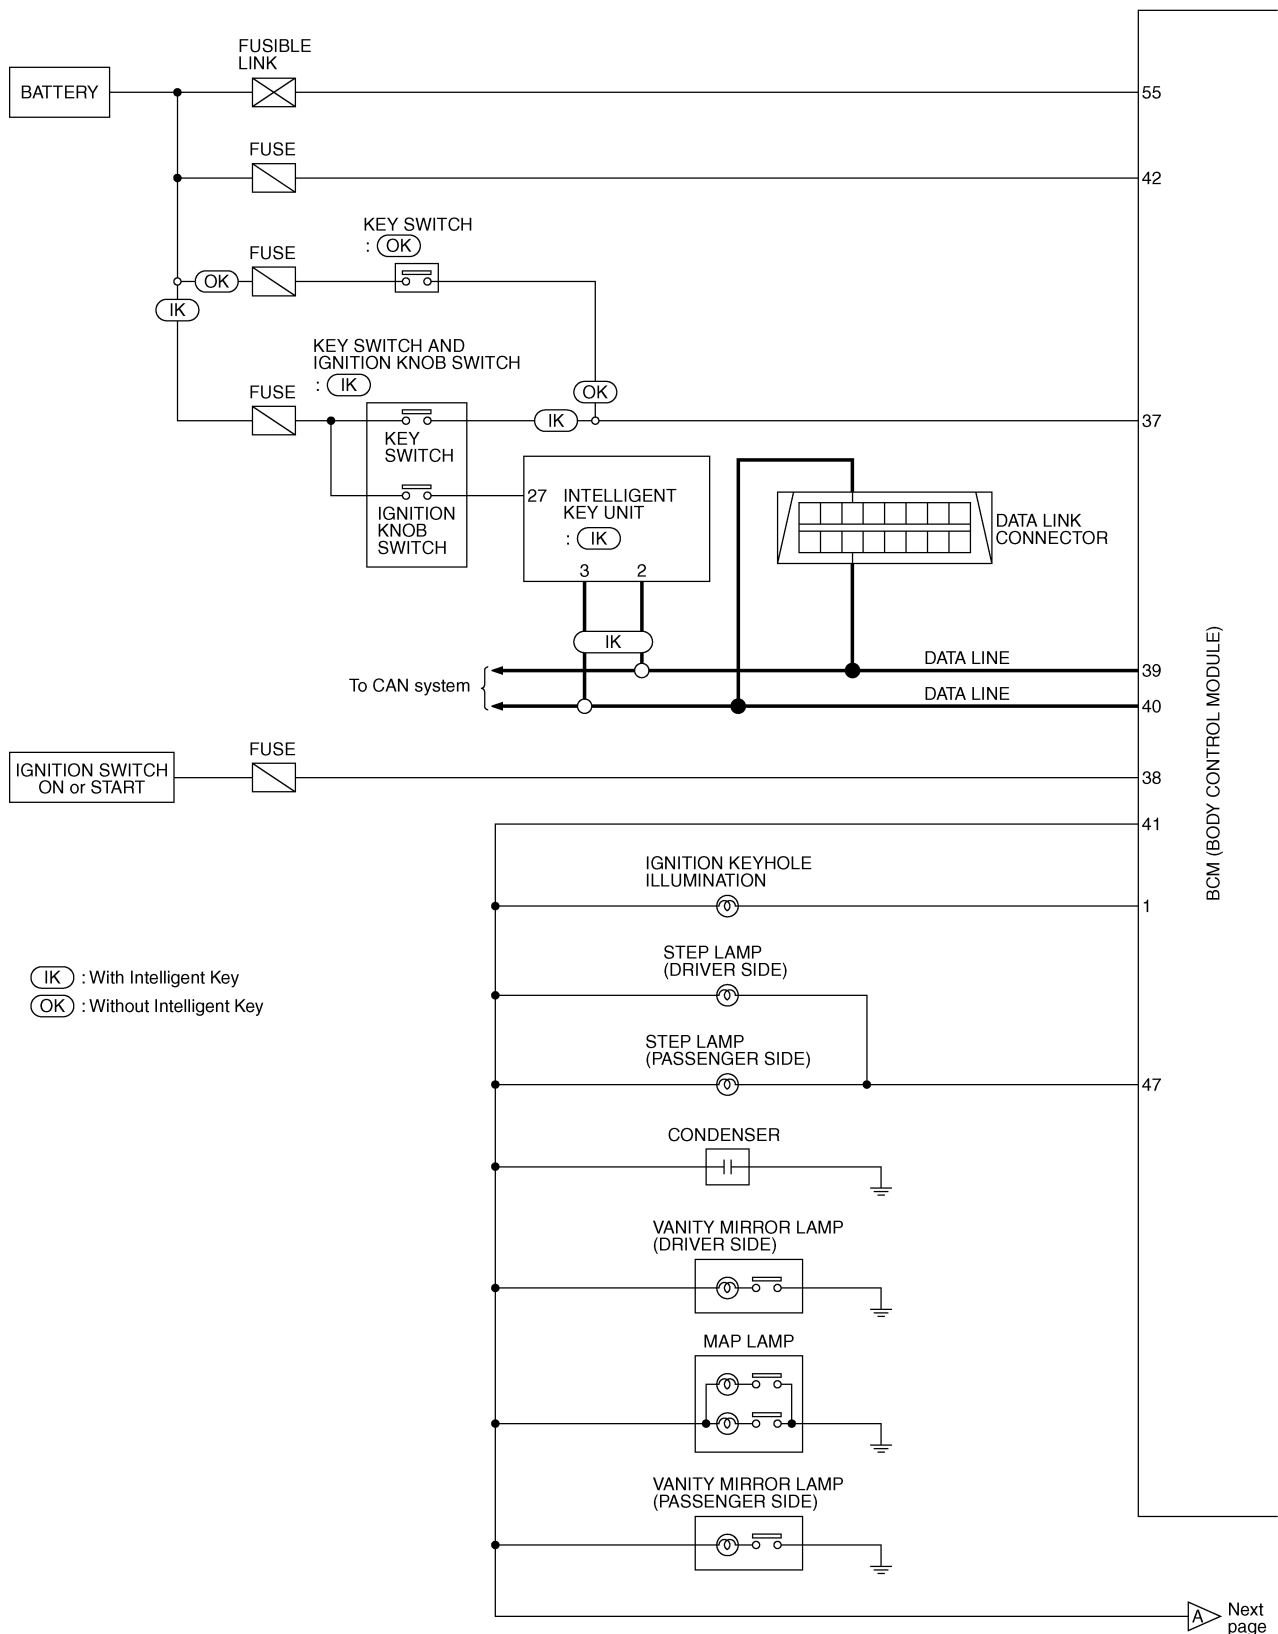 FUSIBLE
LINK
BATTERY
55
FUSE
42
KEY SWITCH
: OK
FUSE
OK
IK
KEY SWITCH AND
IGNITION KNOB SWITCH
: IK
FUSE
OK
IK
37
KEY
SWITCH
27
INTELLIGENT
KEY UNIT
: IK
IGNITION
KNOB
SWITCH
3
2
DATA LINK
CONNECTOR
IK
DATA LINE
39
To CAN system
DATA LINE
40
BCM (BODY CONTROL MODULE)
FUSE
IGNITION SWITCH
ON or START
38
41
IGNITION KEYHOLE
ILLUMINATION
1
STEP LAMP
(DRIVER SIDE)
IK : With Intelligent Key
OK : Without Intelligent Key
STEP LAMP
(PASSENGER SIDE)
47
CONDENSER
VANITY MIRROR LAMP
(DRIVER SIDE)
MAP LAMP
VANITY MIRROR LAMP
(PASSENGER SIDE)
A
Next
page